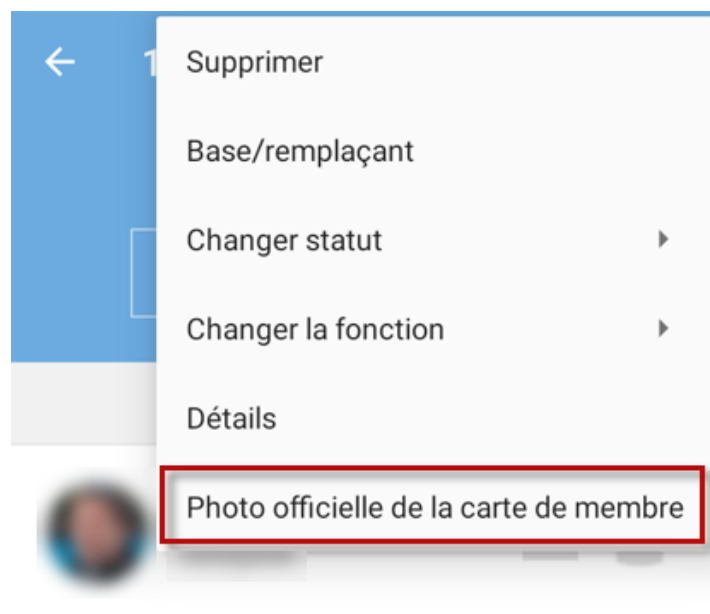 Supprimer
Base/remplaçant
Changer statut
Changer la fonction
Détails
Photo officielle de la carte de membre